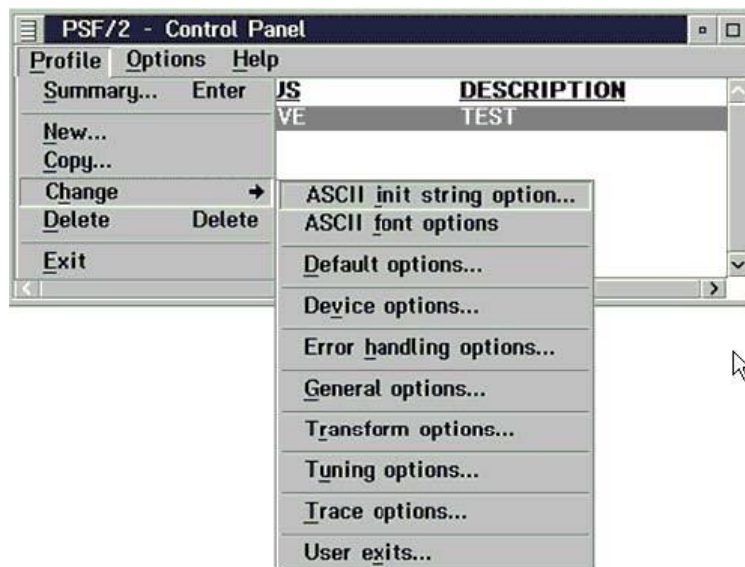 PSF/2 - Control Panel
Profile Options Help
Summary... Enter
US DESCRIPTION
VE TEST
New...
Copy...
Change
Delete Delete
Exit
ASCII init string option...
ASCII font options
Default options...
Device options...
Error handling options...
General options...
Transform options...
Tuning options...
Trace options...
User exits...